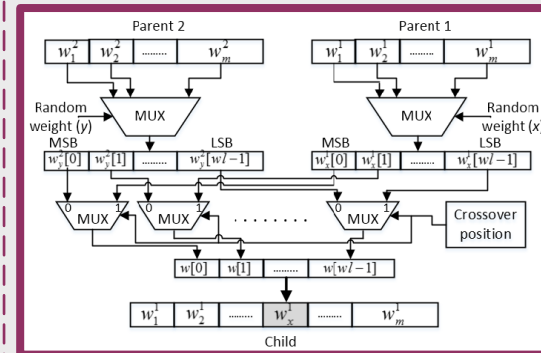 Parent 2 Parent 1
w_1^2 w_2^2 ......... w_m^2 w_1^1 w_2^1 ......... w_m^1
Random weight (y) MUX MUX Random weight (x)
MSB LSB MSB LSB
w_y^2[0] w_y^2[1] ......... w_y^2[wl−1] w_x^1[0] w_x^1[1] ......... w_x^1[wl−1]
0 1 0 1 0 1
MUX MUX ........ MUX Crossover position
w[0] w[1] ......... w[wl−1]
w_1^1 w_2^1 ......... w_x^1 ......... w_m^1
Child